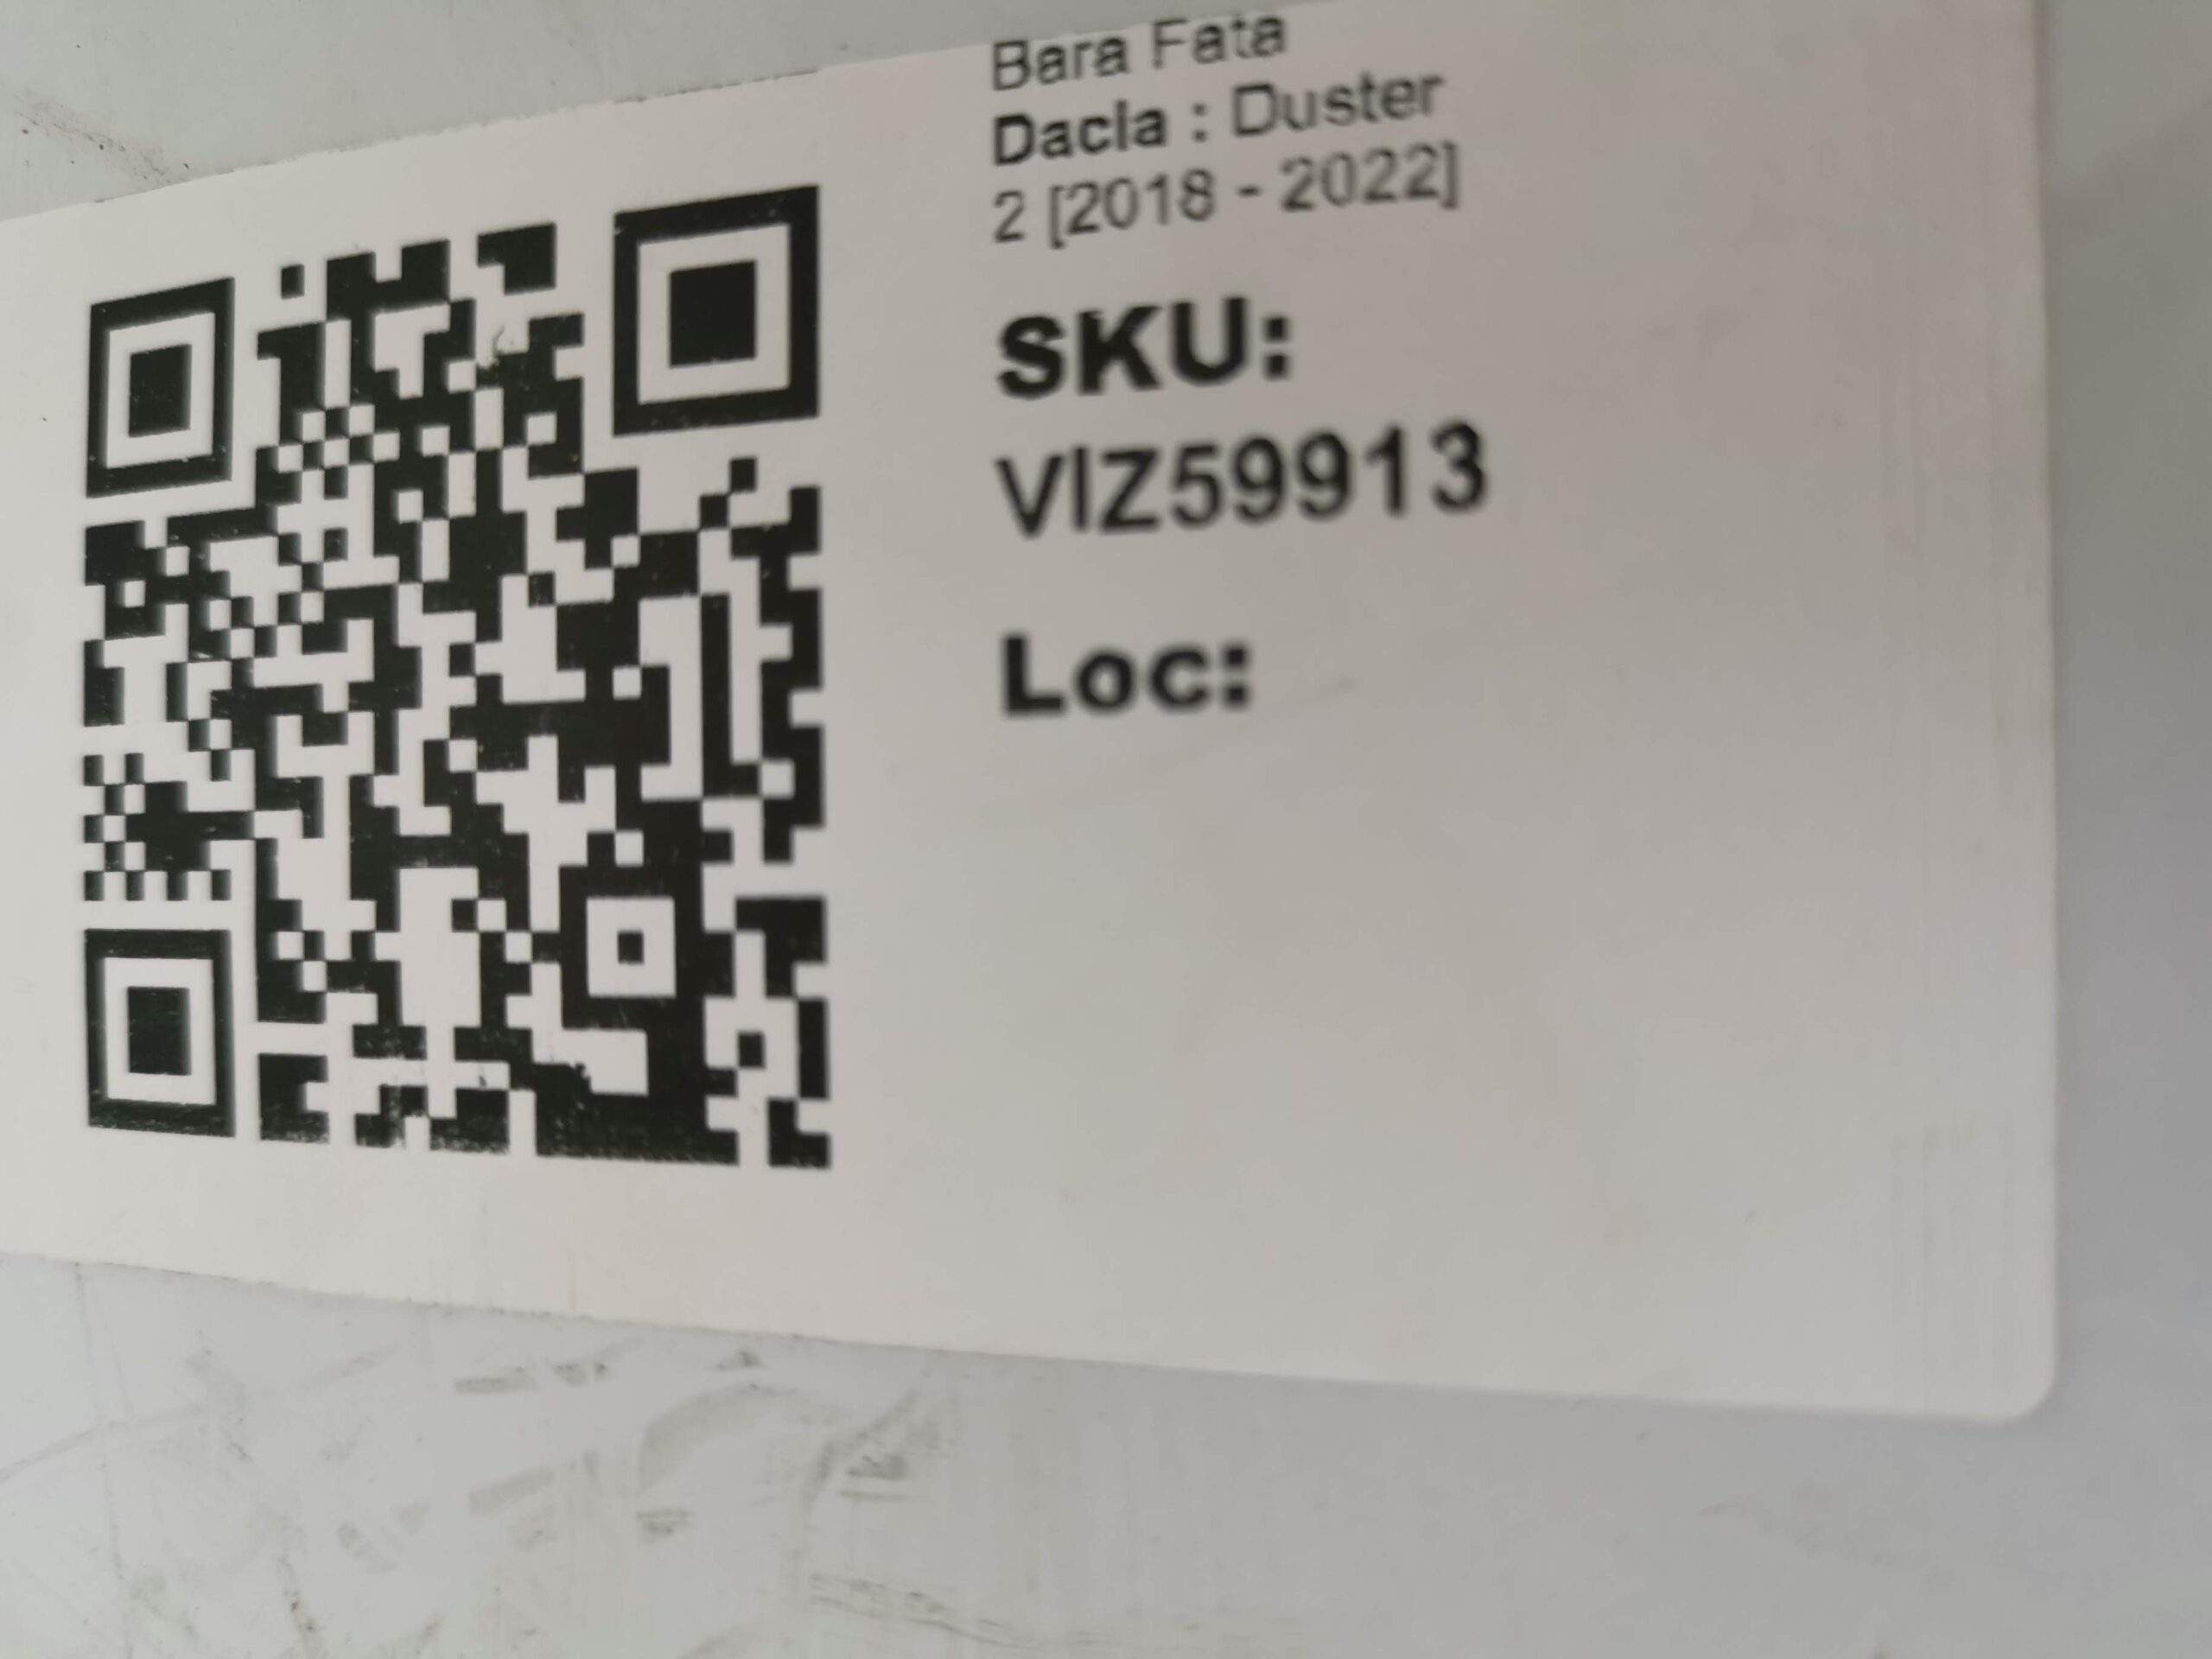 Bara Fata
Dacia : Duster
2 [2018 - 2022]
SKU:
VIZ59913
Loc: